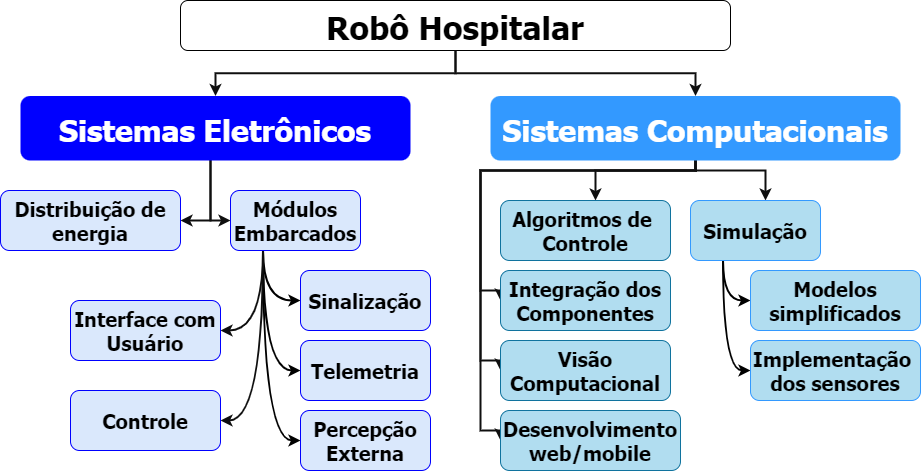 Robô Hospitalar
Sistemas Eletrônicos
Sistemas Computacionais
Distribuição de
energia
Módulos
Embarcados
Interface com
Usuário
Controle
Sinalização
Telemetria
Percepção
Externa
Algoritmos de
Controle
Integração dos
Componentes
Visão
Computacional
Desenvolvimento
web/mobile
Simulação
Modelos
simplificados
Implementação
dos sensores